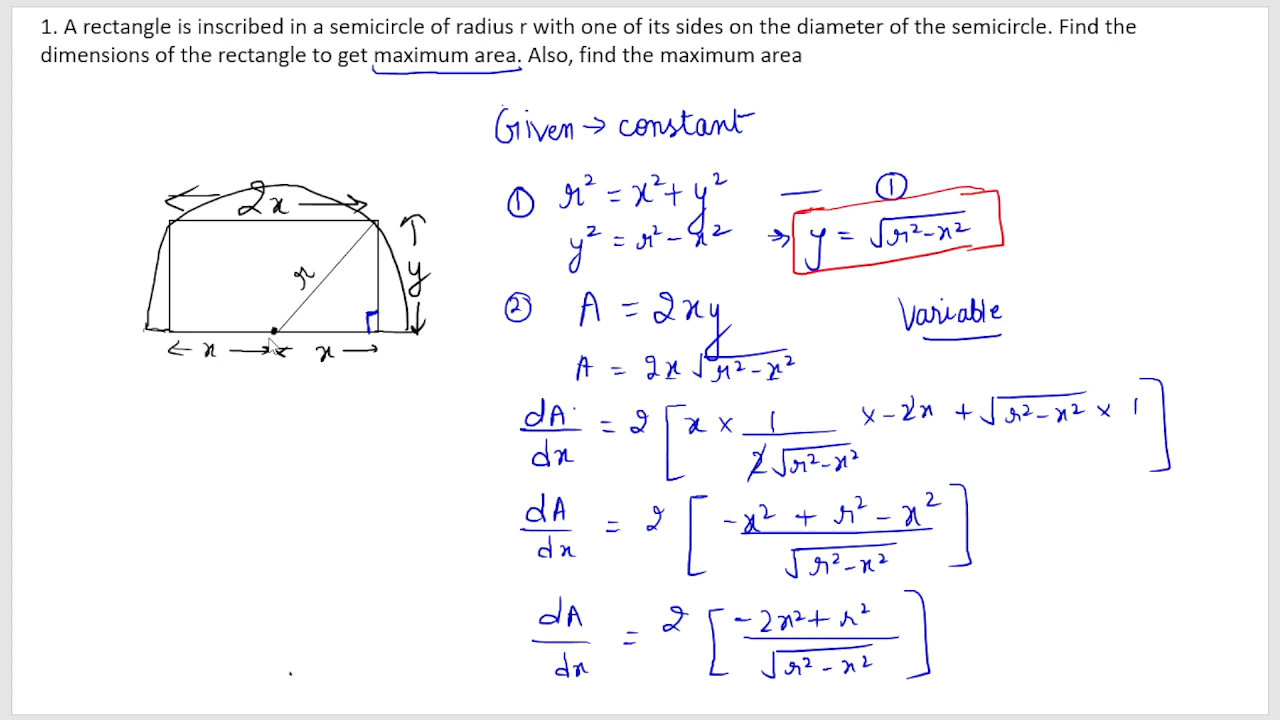 1. A rectangle is inscribed in a semicircle of radius r with one of its sides on the diameter of the semicircle. Find the
dimensions of the rectangle to get maximum area. Also, find the maximum area
Given → constant
① r² = x² + y² — ①
y² = r² - x² ⇒ y = √(r²-x²)
2x
r
y
← x → ← x →
② A = 2xy Variable
A = 2x √(r²-x²)
dA/dx = 2 [ x × 1/(2√(r²-x²)) × -2x + √(r²-x²) × 1 ]
dA/dx = 2 [ (-x² + r² - x²)/√(r²-x²) ]
dA/dx = 2 [ (-2x² + r²)/√(r²-x²) ]